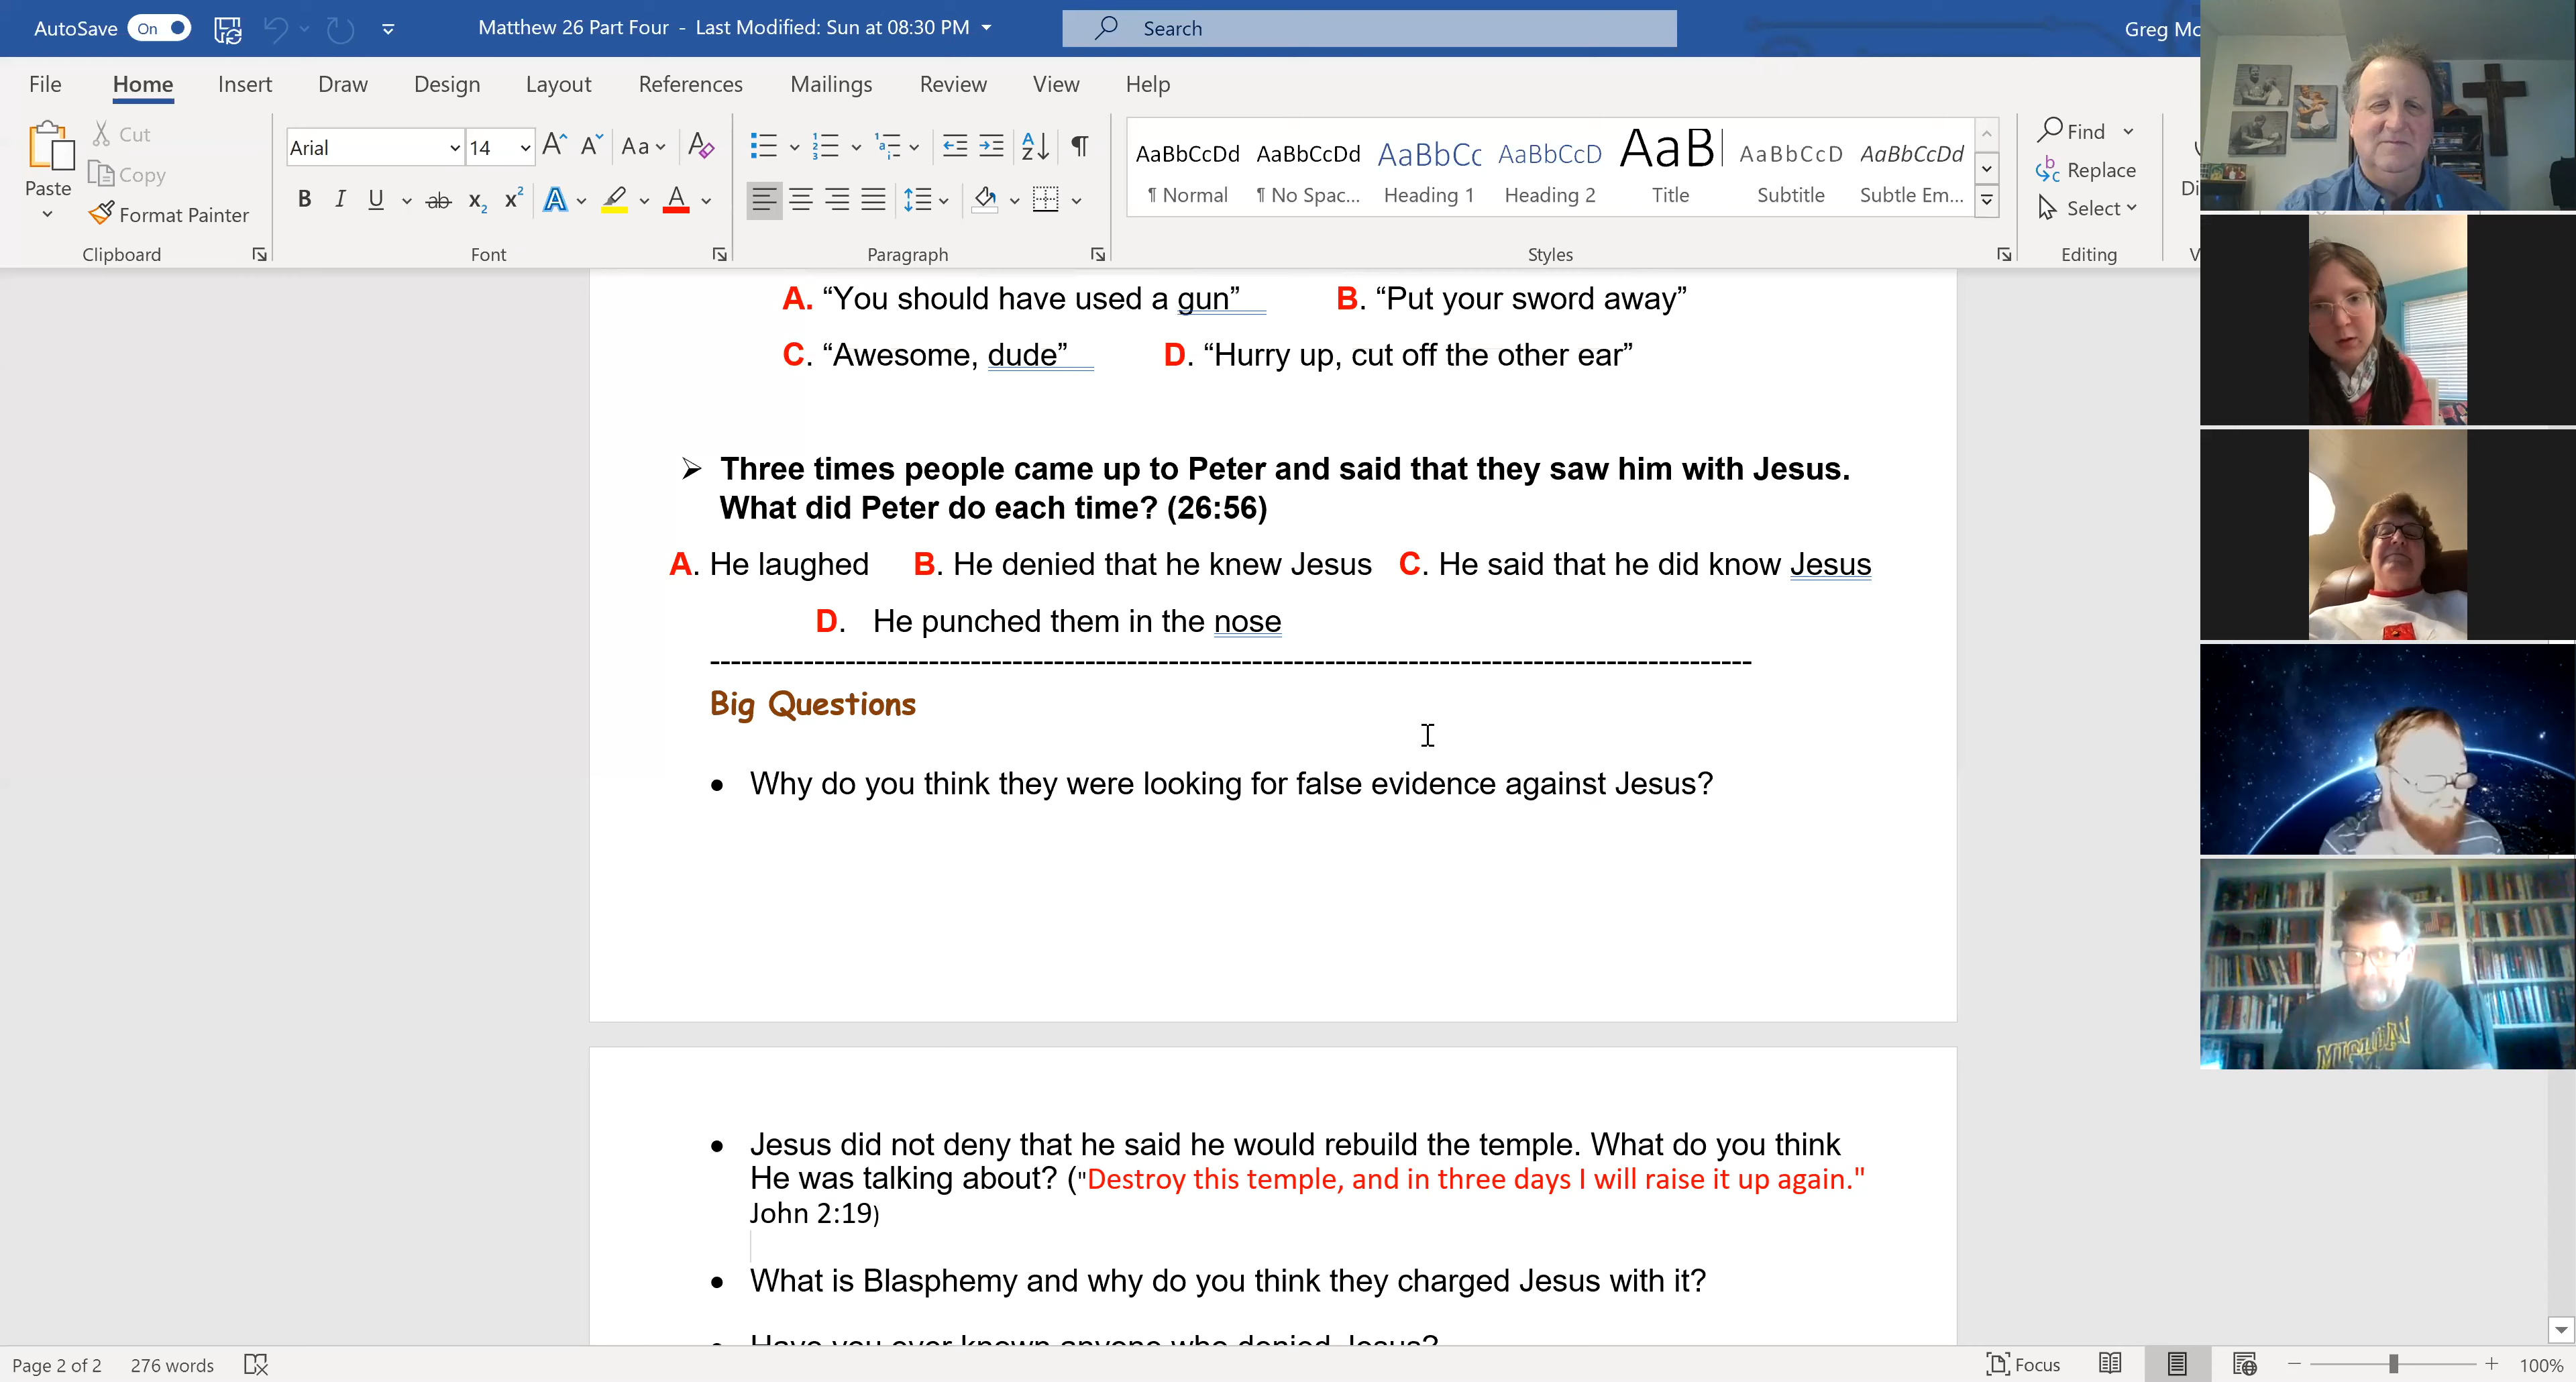 AutoSave On Matthew 26 Part Four - Last Modified: Sun at 08:30 PM Search Greg Mc
File Home Insert Draw Design Layout References Mailings Review View Help
Paste Cut Copy Format Painter Clipboard
Arial 14 Font
Paragraph
AaBbCcDd AaBbCcDd AaBbCc AaBbCcD AaB AaBbCcD AaBbCcDd
¶ Normal ¶ No Spac... Heading 1 Heading 2 Title Subtitle Subtle Em...
Styles
Find Replace Select Editing
Di
V
A. “You should have used a gun” B. “Put your sword away”
C. “Awesome, dude” D. “Hurry up, cut off the other ear”
➢ Three times people came up to Peter and said that they saw him with Jesus.
What did Peter do each time? (26:56)
A. He laughed B. He denied that he knew Jesus C. He said that he did know Jesus
D. He punched them in the nose
Big Questions
• Why do you think they were looking for false evidence against Jesus?
• Jesus did not deny that he said he would rebuild the temple. What do you think
He was talking about? ("Destroy this temple, and in three days I will raise it up again."
John 2:19)
• What is Blasphemy and why do you think they charged Jesus with it?
• Have you ever known anyone who denied Jesus?
Page 2 of 2 276 words Focus 100%